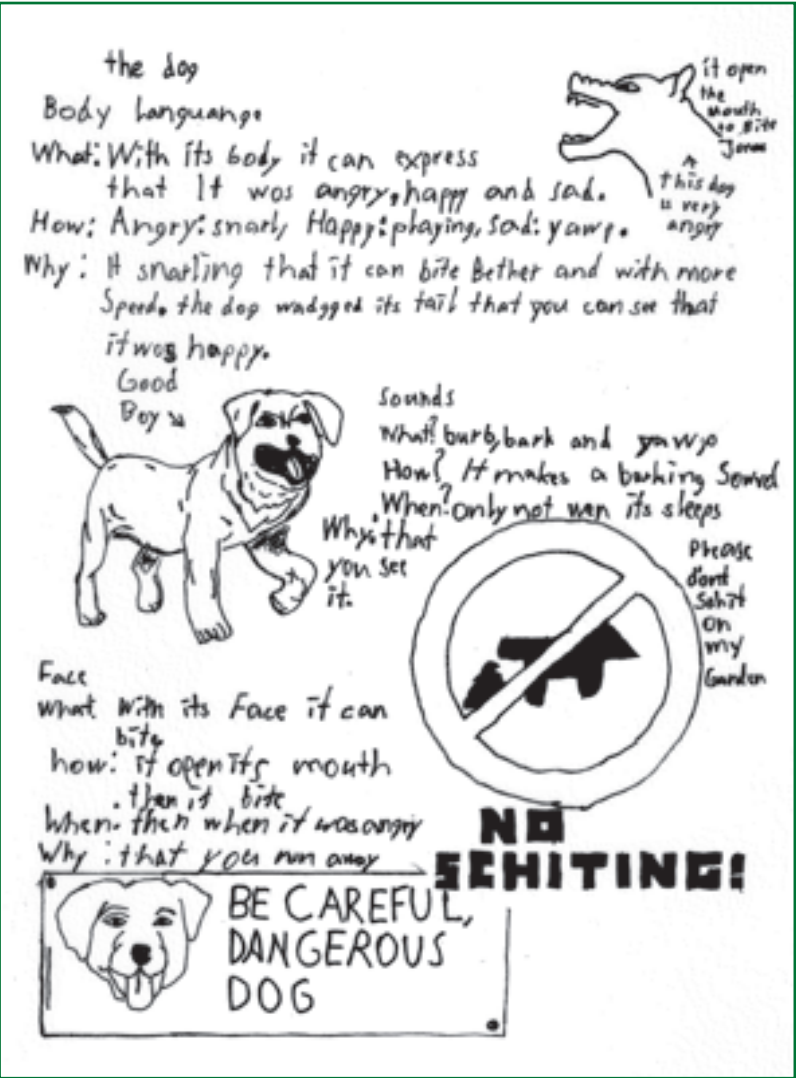 the dog
Body Languange
What: With its body it can express
that It wos angry, happy and sad.
How: Angry: snarl, Happy: playing, Sad: yawp.
Why: It snarling that it can bite Bether and with more
Speed. the dog wadgged its tail that you can see that
it wos happy.
it open
the
mouth
to Bite
this dog
is very
angry
Good
Boy
Sounds
What? burb, bark and yawp
How? It makes a barking Sound
When? only not wen its sleeps
Why: that
you see
it.
Please
dont
Schit
on
my
Garden
Face
What With its Face it can
bite
how: it open its mouth
then it bite
When: then when it was angry
Why: that you run away
NO
SCHITING!
BE CAREFUL,
DANGEROUS
DOG